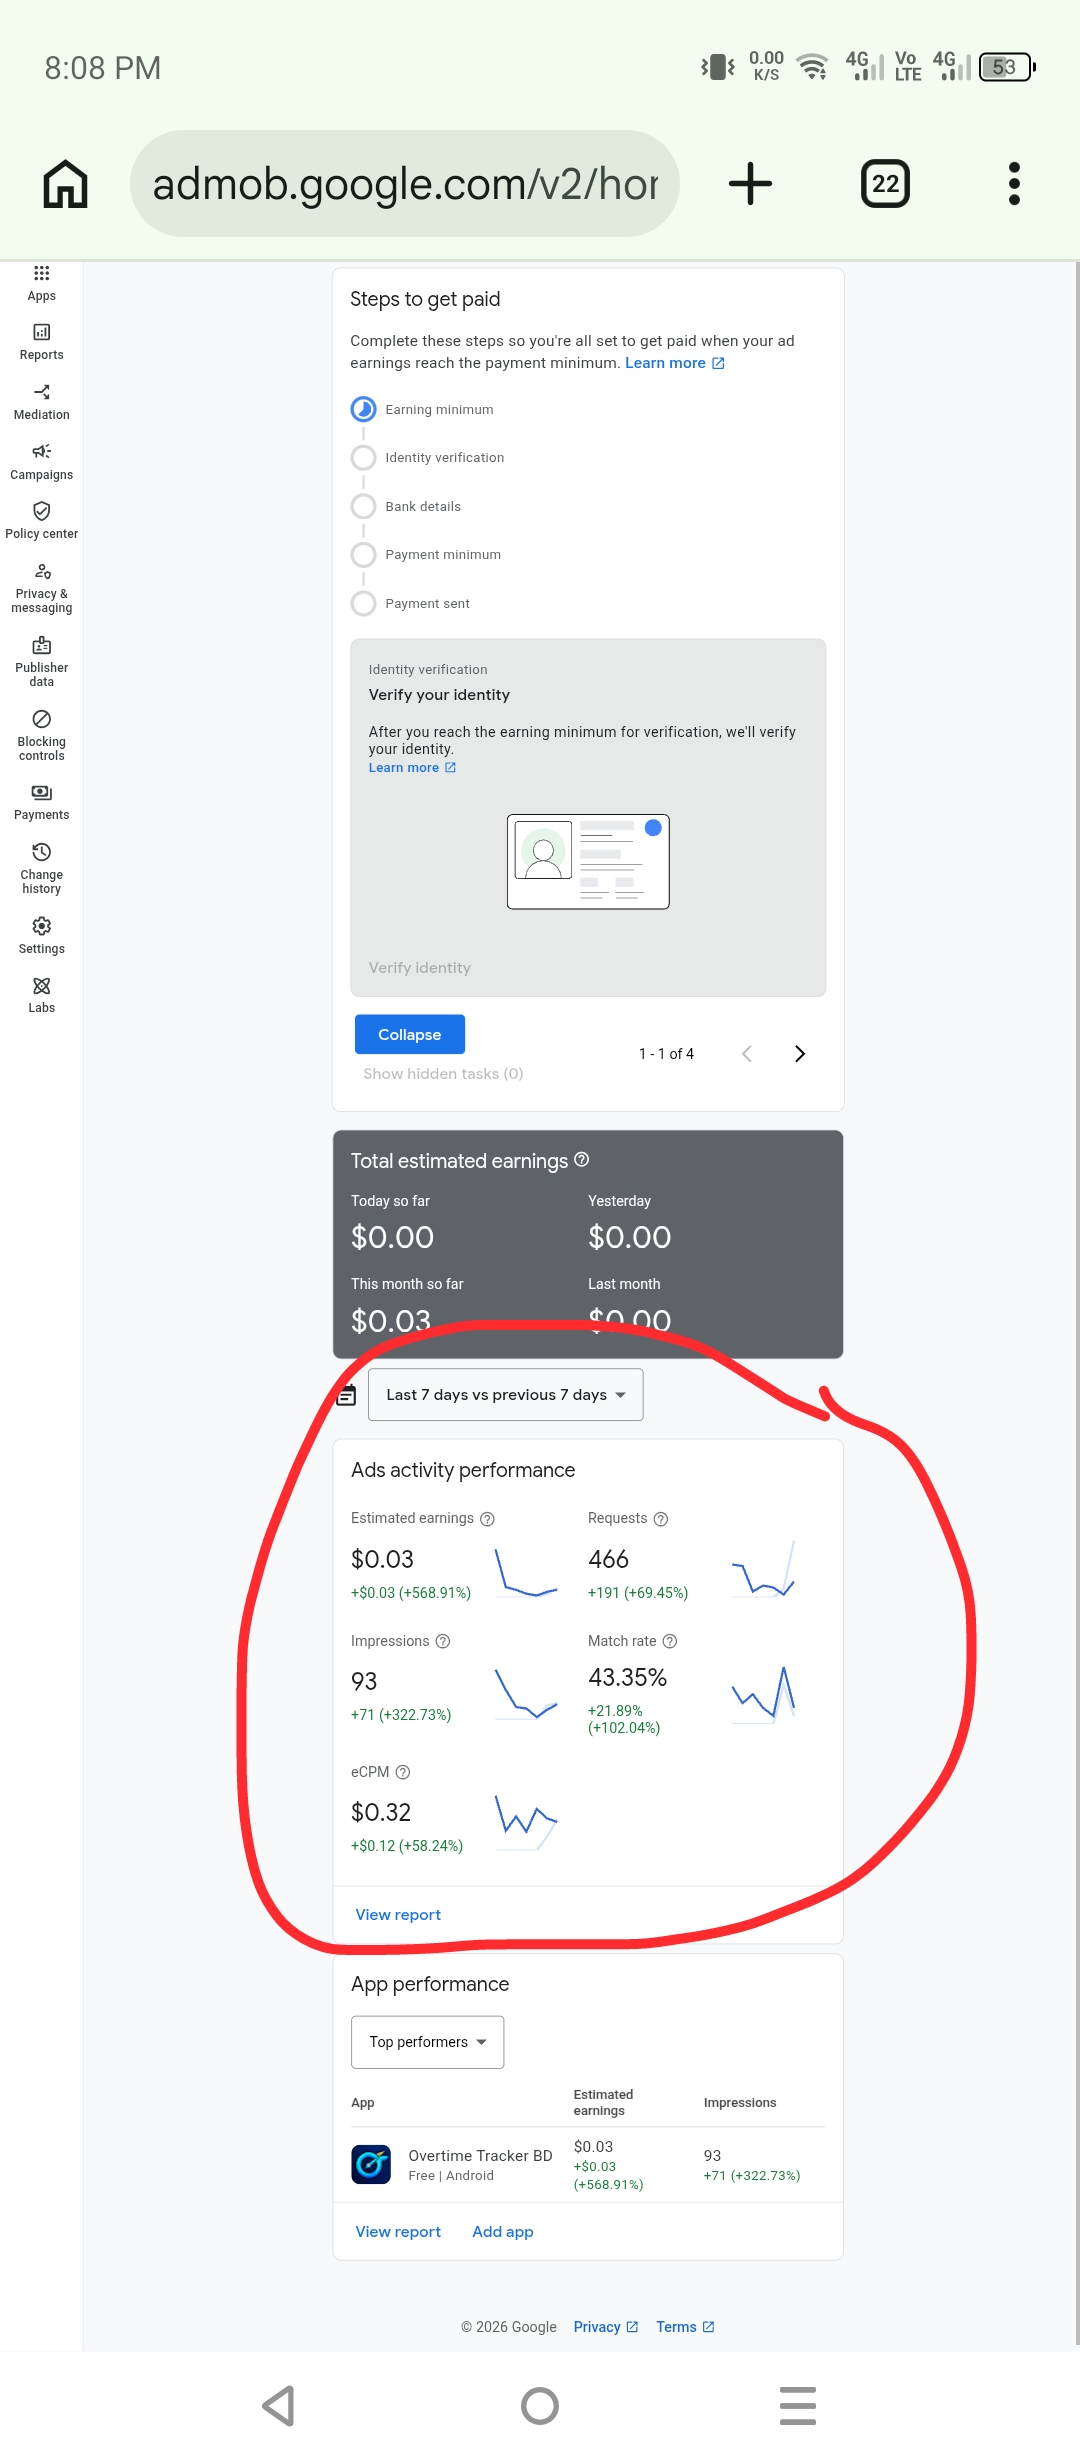 8:08 PM
0.00 K/S
4G
Vo LTE
4G
53
admob.google.com/v2/hor
22
Apps
Reports
Mediation
Campaigns
Policy center
Privacy &
messaging
Publisher
data
Blocking
controls
Payments
Change
history
Settings
Labs
Steps to get paid
Complete these steps so you're all set to get paid when your ad
earnings reach the payment minimum. Learn more
Earning minimum
Identity verification
Bank details
Payment minimum
Payment sent
Identity verification
Verify your identity
After you reach the earning minimum for verification, we'll verify
your identity.
Learn more
Verify identity
Collapse
1 - 1 of 4
Show hidden tasks (0)
Total estimated earnings
Today so far
Yesterday
$0.00
$0.00
This month so far
Last month
$0.03
$0.00
Last 7 days vs previous 7 days
Ads activity performance
Estimated earnings
$0.03
+$0.03 (+568.91%)
Requests
466
+191 (+69.45%)
Impressions
93
+71 (+322.73%)
Match rate
43.35%
+21.89%
(+102.04%)
eCPM
$0.32
+$0.12 (+58.24%)
View report
App performance
Top performers
App
Estimated
earnings
Impressions
Overtime Tracker BD
Free | Android
$0.03
+$0.03
(+568.91%)
93
+71 (+322.73%)
View report
Add app
© 2026 Google
Privacy
Terms